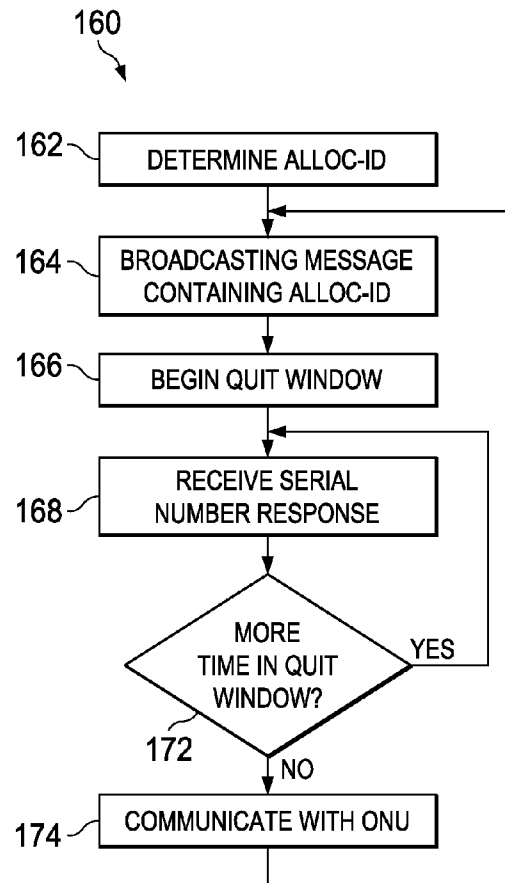 160
162
DETERMINE ALLOC-ID
164
BROADCASTING MESSAGE
CONTAINING ALLOC-ID
166
BEGIN QUIT WINDOW
168
RECEIVE SERIAL
NUMBER RESPONSE
MORE
TIME IN QUIT
WINDOW?
YES
172
NO
174
COMMUNICATE WITH ONU